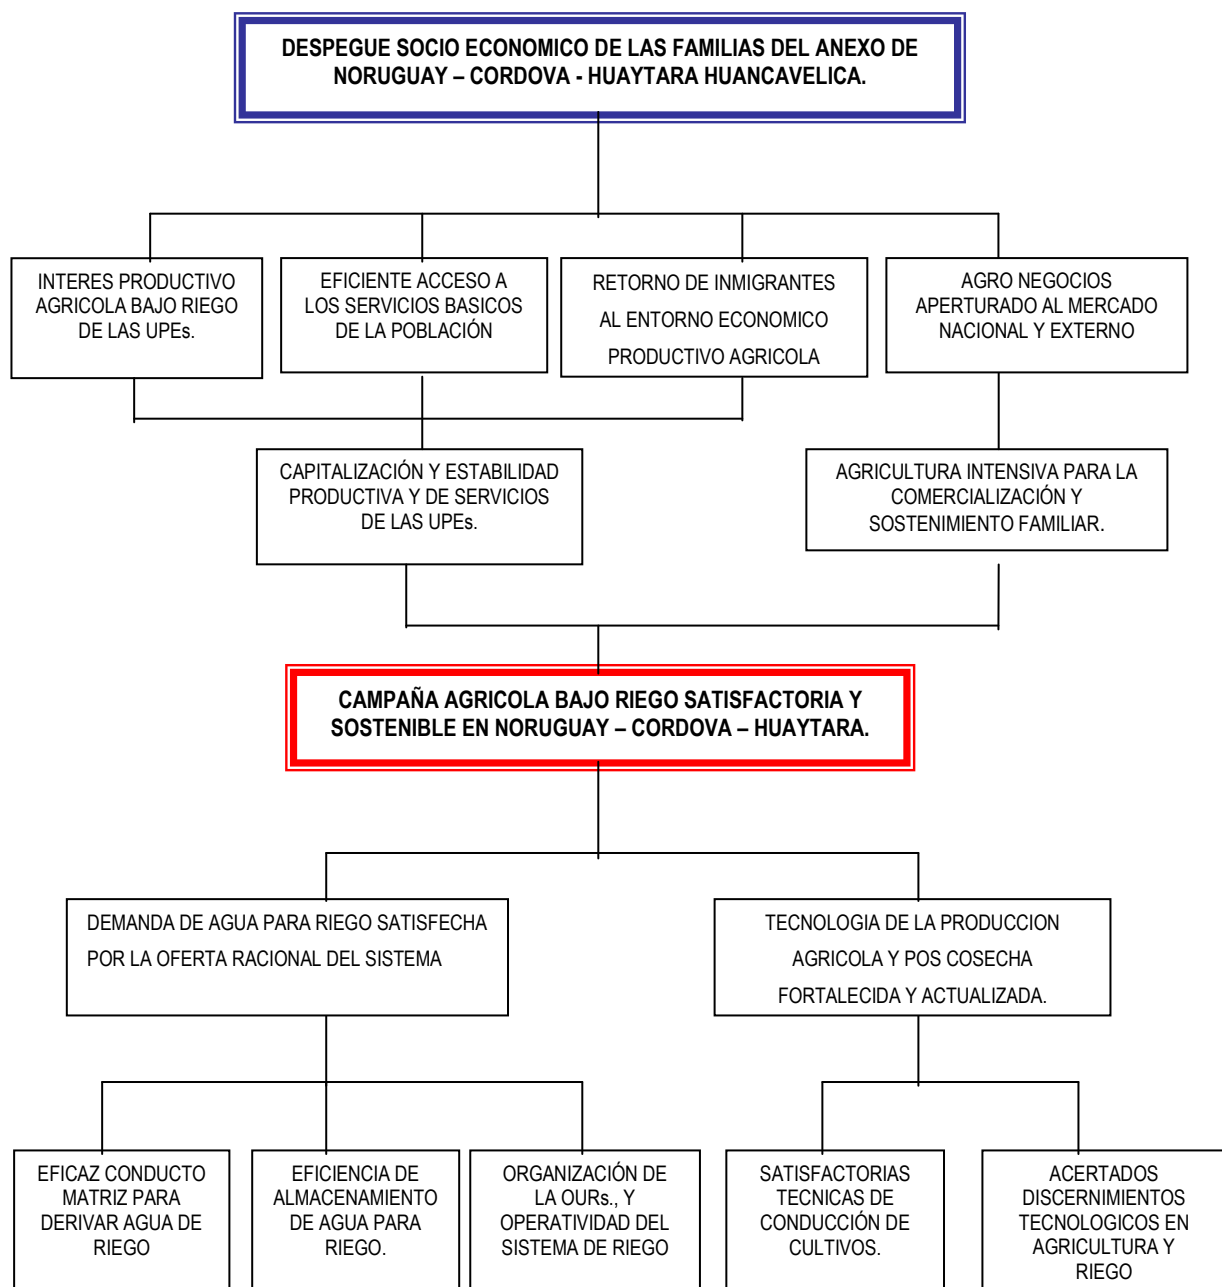 DESPEGUE SOCIO ECONOMICO DE LAS FAMILIAS DEL ANEXO DE
NORUGUAY – CORDOVA - HUAYTARA HUANCAVELICA.
INTERES PRODUCTIVO
AGRICOLA BAJO RIEGO
DE LAS UPEs.
EFICIENTE ACCESO A
LOS SERVICIOS BASICOS
DE LA POBLACIÓN
RETORNO DE INMIGRANTES
AL ENTORNO ECONOMICO
PRODUCTIVO AGRICOLA
AGRO NEGOCIOS
APERTURADO AL MERCADO
NACIONAL Y EXTERNO
CAPITALIZACIÓN Y ESTABILIDAD
PRODUCTIVA Y DE SERVICIOS
DE LAS UPEs.
AGRICULTURA INTENSIVA PARA LA
COMERCIALIZACIÓN Y
SOSTENIMIENTO FAMILIAR.
CAMPAÑA AGRICOLA BAJO RIEGO SATISFACTORIA Y
SOSTENIBLE EN NORUGUAY – CORDOVA – HUAYTARA.
DEMANDA DE AGUA PARA RIEGO SATISFECHA
POR LA OFERTA RACIONAL DEL SISTEMA
TECNOLOGIA DE LA PRODUCCION
AGRICOLA Y POS COSECHA
FORTALECIDA Y ACTUALIZADA.
EFICAZ CONDUCTO
MATRIZ PARA
DERIVAR AGUA DE
RIEGO
EFICIENCIA DE
ALMACENAMIENTO
DE AGUA PARA
RIEGO.
ORGANIZACIÓN DE
LA OURs., Y
OPERATIVIDAD DEL
SISTEMA DE RIEGO
SATISFACTORIAS
TECNICAS DE
CONDUCCIÓN DE
CULTIVOS.
ACERTADOS
DISCERNIMIENTOS
TECNOLOGICOS EN
AGRICULTURA Y
RIEGO